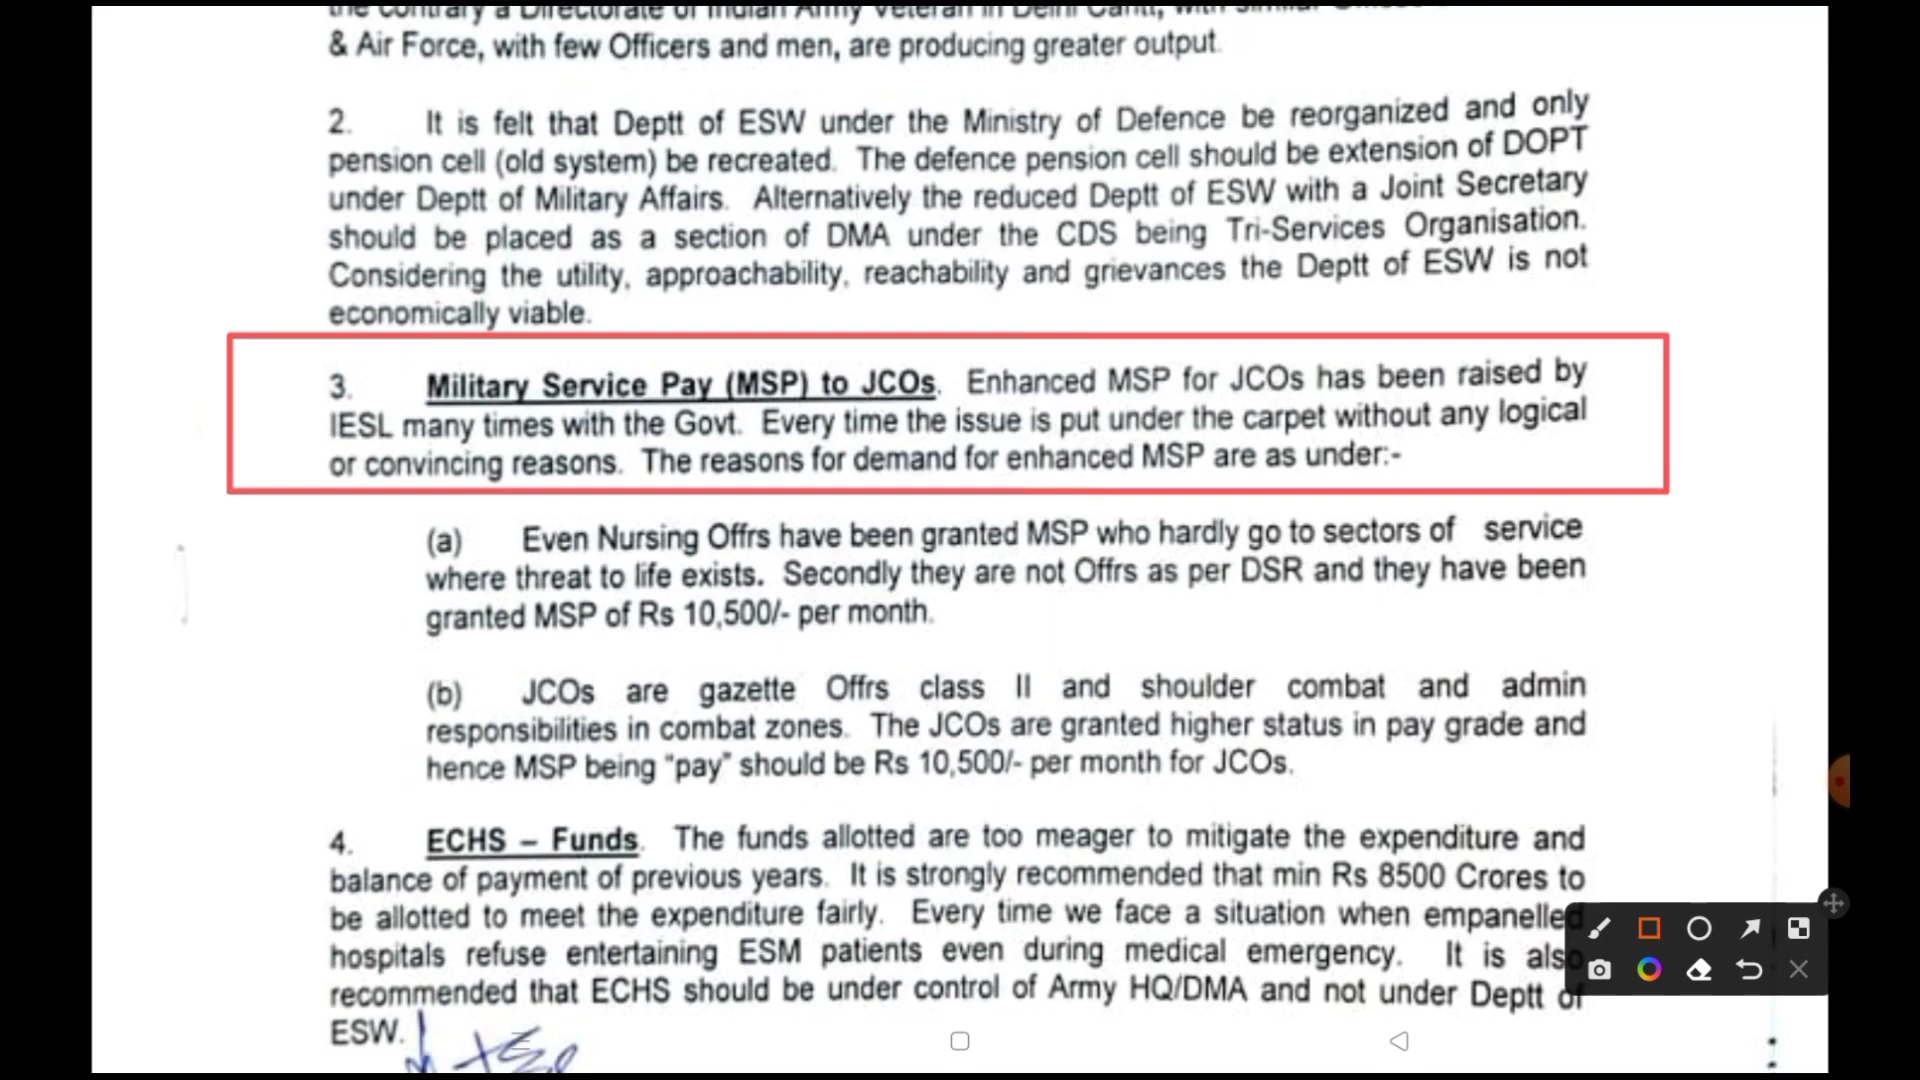 the contrary a Directorate of Indian Army Veteran in Delhi Cantt, with similar
& Air Force, with few Officers and men, are producing greater output.
2. It is felt that Deptt of ESW under the Ministry of Defence be reorganized and only
pension cell (old system) be recreated. The defence pension cell should be extension of DOPT
under Deptt of Military Affairs. Alternatively the reduced Deptt of ESW with a Joint Secretary
should be placed as a section of DMA under the CDS being Tri-Services Organisation.
Considering the utility, approachability, reachability and grievances the Deptt of ESW is not
economically viable.
3. Military Service Pay (MSP) to JCOs. Enhanced MSP for JCOs has been raised by
IESL many times with the Govt. Every time the issue is put under the carpet without any logical
or convincing reasons. The reasons for demand for enhanced MSP are as under:-
(a) Even Nursing Offrs have been granted MSP who hardly go to sectors of service
where threat to life exists. Secondly they are not Offrs as per DSR and they have been
granted MSP of Rs 10,500/- per month.
(b) JCOs are gazette Offrs class II and shoulder combat and admin
responsibilities in combat zones. The JCOs are granted higher status in pay grade and
hence MSP being "pay" should be Rs 10,500/- per month for JCOs.
4. ECHS – Funds. The funds allotted are too meager to mitigate the expenditure and
balance of payment of previous years. It is strongly recommended that min Rs 8500 Crores to
be allotted to meet the expenditure fairly. Every time we face a situation when empanelled
hospitals refuse entertaining ESM patients even during medical emergency. It is also
recommended that ECHS should be under control of Army HQ/DMA and not under Deptt of
ESW.